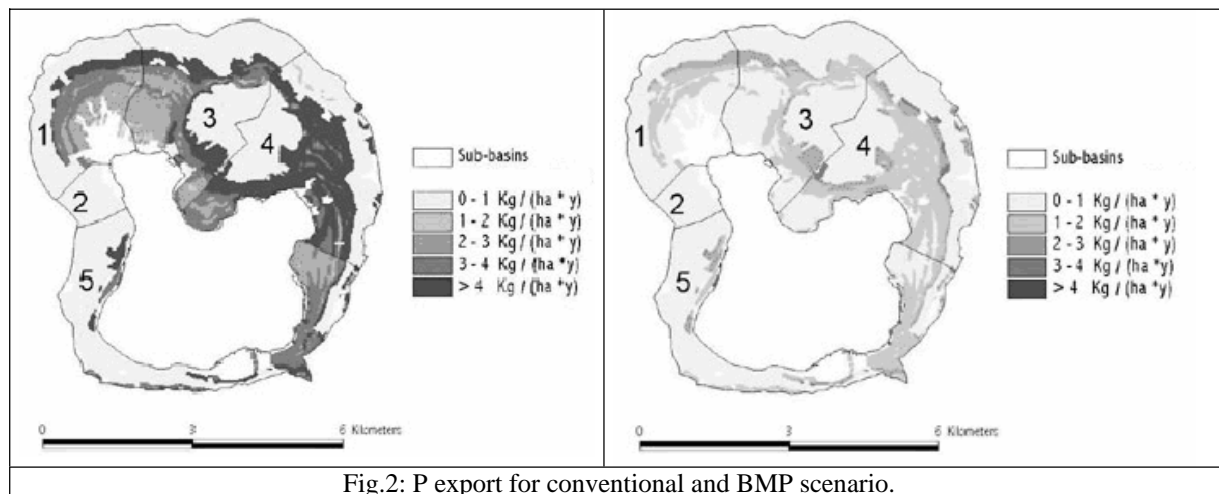 1
2
3
4
5
Sub-basins
0 - 1 Kg / (ha * y)
1 - 2 Kg / (ha * y)
2 - 3 Kg / (ha * y)
3 - 4 Kg / (ha *y)
> 4 Kg / (ha *y)
0 3 6 Kilometers
1
2
3
4
5
Sub-basins
0 - 1 Kg / (ha * y)
1 - 2 Kg / (ha * y)
2 - 3 Kg / (ha * y)
3 - 4 Kg / (ha *y)
> 4 Kg / (ha *y)
0 3 6 Kilometers
Fig.2: P export for conventional and BMP scenario.